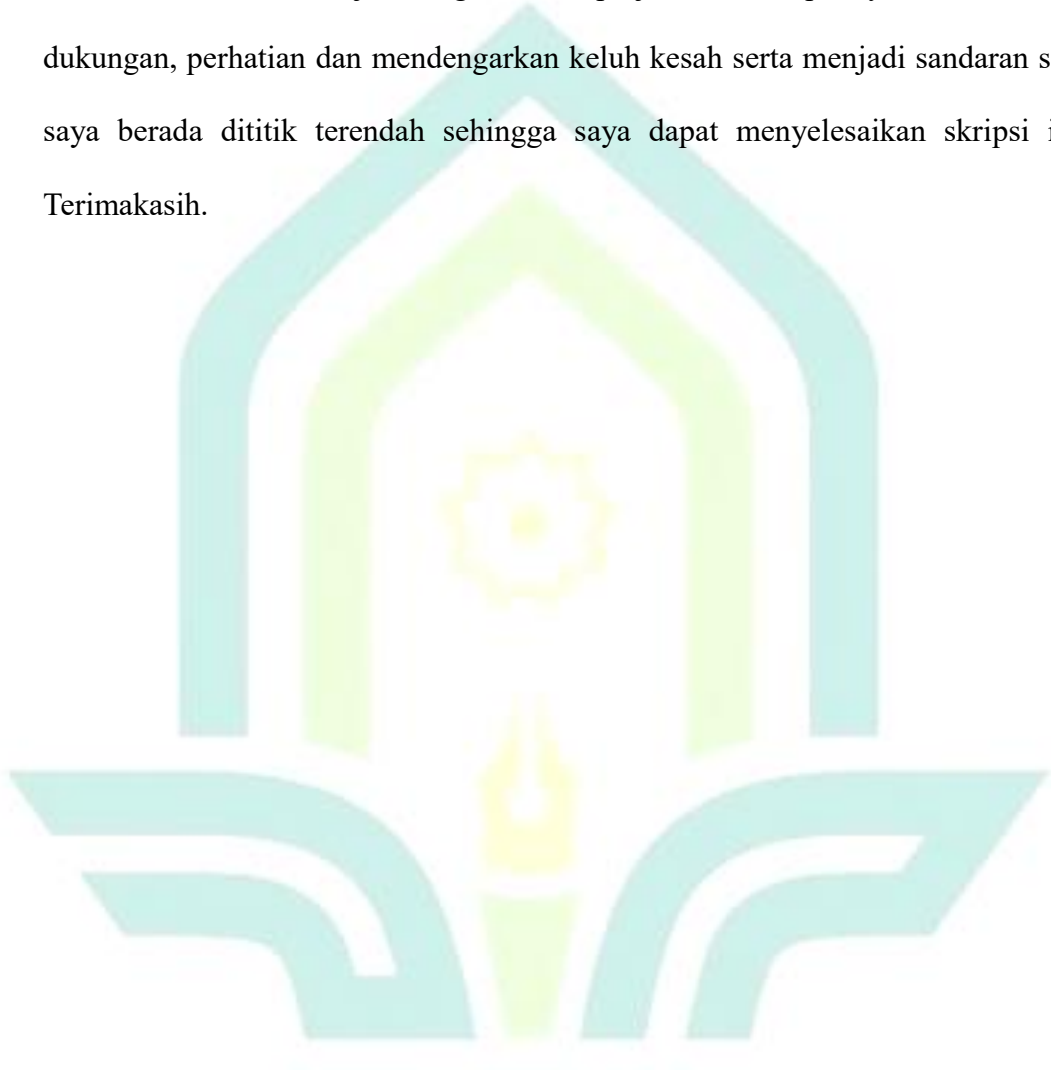 dukungan, perhatian dan mendengarkan keluh kesah serta menjadi sandaran
saya berada dititik terendah sehingga saya dapat menyelesaikan skripsi
Terimakasih.